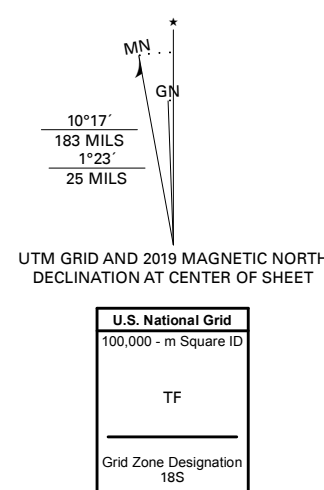 ★
MN
GN
10°17´
183 MILS
1°23´
25 MILS
UTM GRID AND 2019 MAGNETIC NORTH
DECLINATION AT CENTER OF SHEET
U.S. National Grid
100,000 - m Square ID
TF
Grid Zone Designation
18S